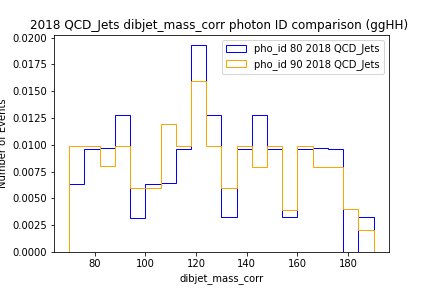 2018 QCD_Jets dibjet_mass_corr photon ID comparison (ggHH)
pho_id 80 2018 QCD_Jets
pho_id 90 2018 QCD_Jets
Number of Events
0.0200
0.0175
0.0150
0.0125
0.0100
0.0075
0.0050
0.0025
0.0000
80 100 120 140 160 180
dibjet_mass_corr